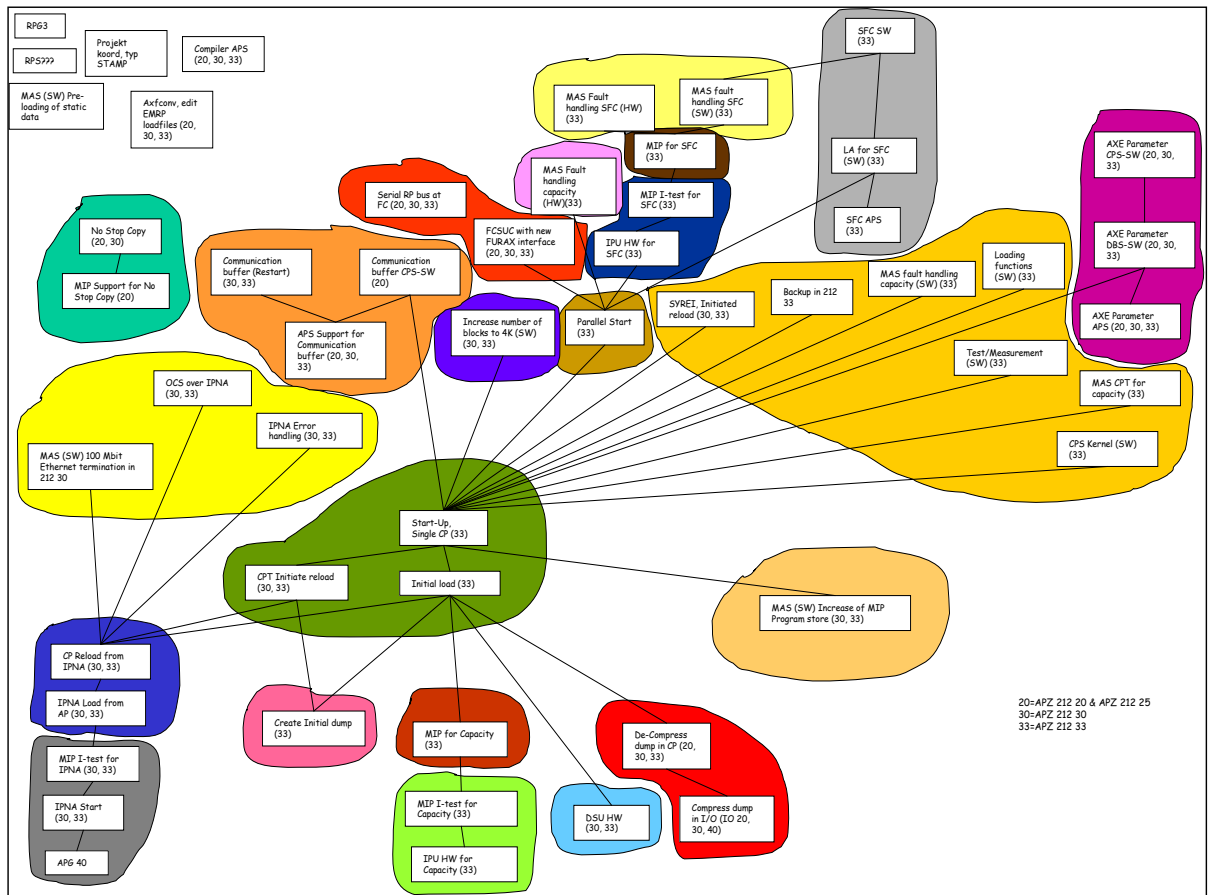 RPG3
RPS???
Projekt
koord, typ
STAMP
Compiler APS
(20, 30, 33)
MAS (SW) Pre-
loading of static
data
Axfconv, edit
EMRP
loadfiles (20,
30, 33)
SFC SW
(33)
MAS Fault
handling SFC (HW)
(33)
MAS fault
handling SFC
(SW) (33)
MIP for SFC
(33)
LA for SFC
(SW) (33)
SFC APS
(33)
AXE Parameter
CPS-SW (20, 30,
33)
AXE Parameter
DBS-SW (20, 30,
33)
AXE Parameter
APS (20, 30, 33)
MAS Fault
handling
capacity
(HW)(33)
MIP I-test for
SFC (33)
IPU HW for
SFC (33)
Serial RP bus at
FC (20, 30, 33)
FCSUC with new
FURAX interface
(20, 30, 33)
No Stop Copy
(20, 30)
MIP Support for No
Stop Copy (20)
Communication
buffer (Restart)
(30, 33)
Communication
buffer CPS-SW
(20)
APS Support for
Communication
buffer (20, 30,
33)
Increase number of
blocks to 4K (SW)
(30, 33)
Parallel Start
(33)
SYREI, Initiated
reload (30, 33)
Backup in 212
33
MAS fault handling
capacity (SW) (33)
Loading
functions
(SW) (33)
Test/Measurement
(SW) (33)
MAS CPT for
capacity
(33)
CPS Kernel (SW)
(33)
OCS over IPNA
(30, 33)
IPNA Error
handling (30, 33)
MAS (SW) 100 Mbit
Ethernet termination in
212 30
Start-Up,
Single CP (33)
CPT Initiate reload
(30, 33)
Initial load (33)
MAS (SW) Increase of MIP
Program store (30, 33)
CP Reload from
IPNA (30, 33)
IPNA Load from
AP (30, 33)
MIP I-test for
IPNA (30, 33)
IPNA Start
(30, 33)
APG 40
Create Initial dump
(33)
MIP for Capacity
(33)
MIP I-test for
Capacity (33)
IPU HW for
Capacity (33)
DSU HW
(30, 33)
De-Compress
dump in CP (20,
30, 33)
Compress dump
in I/O (IO 20,
30, 40)
20=APZ 212 20 & APZ 212 25
30=APZ 212 30
33=APZ 212 33